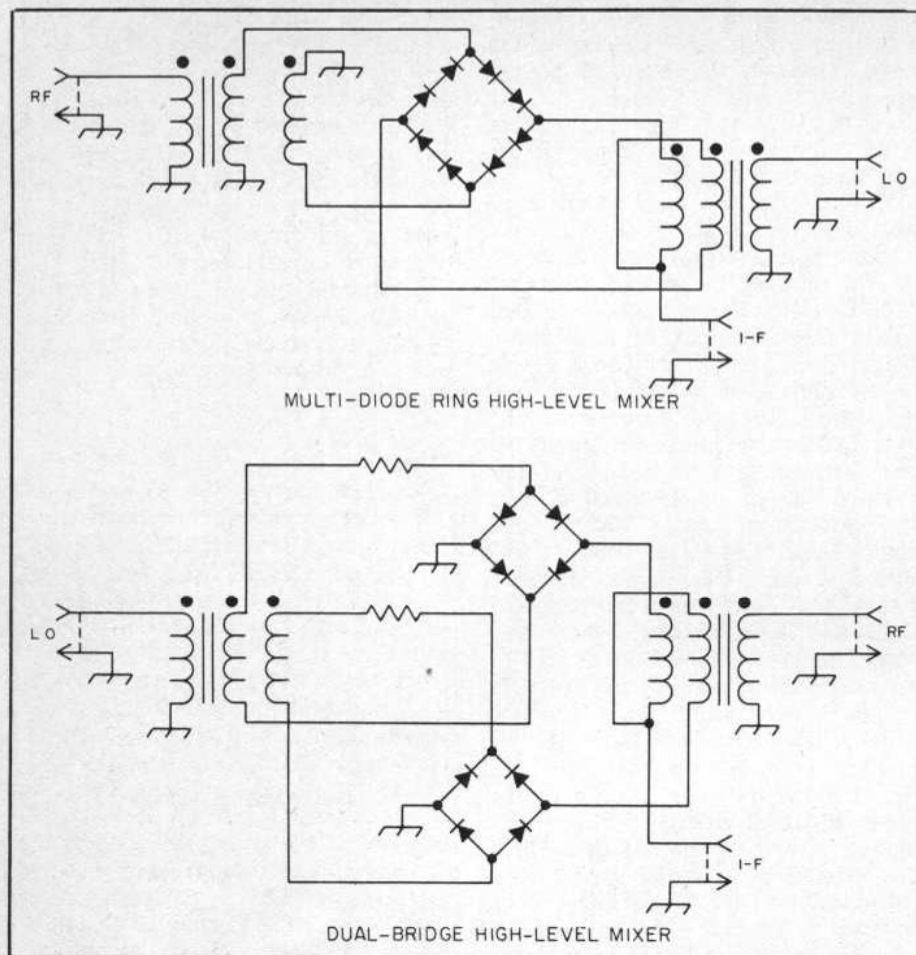 RF
LO
I-F
MULTI-DIODE RING HIGH-LEVEL MIXER
LO
RF
I-F
DUAL-BRIDGE HIGH-LEVEL MIXER